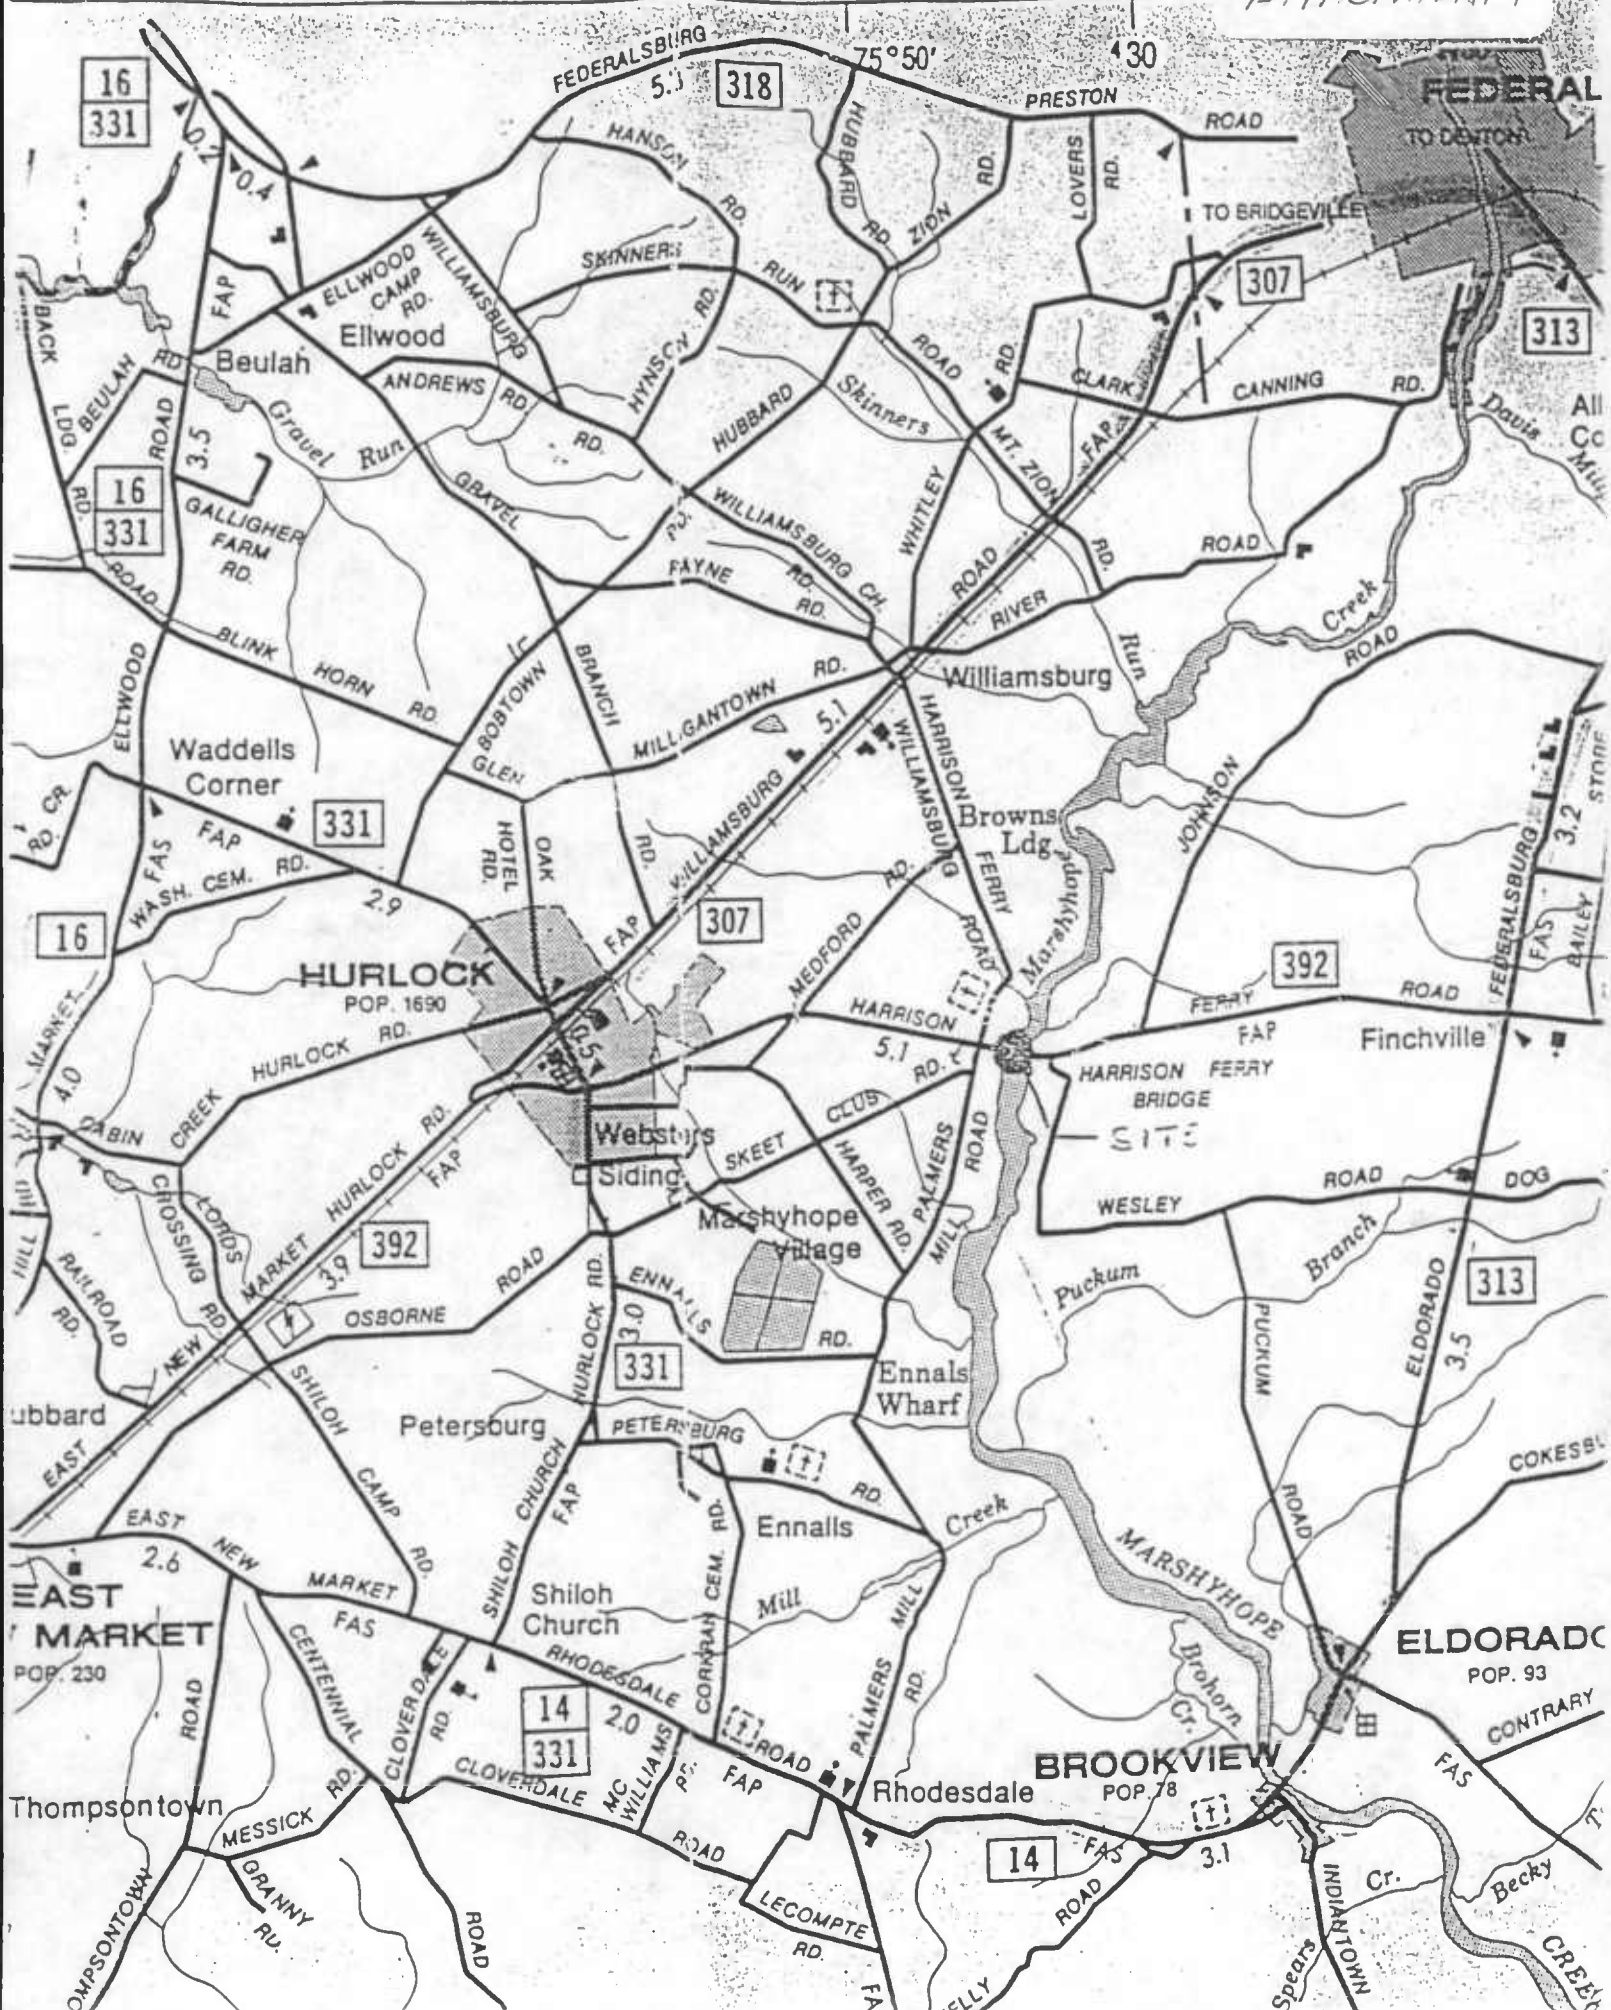 FEDERALSBURG
75°50'
⁴30
16
331
318
5.3
PRESTON
ROAD
TO DENTON
0.2
0.4
HANSON
RD.
HUBBARD
RD.
ZION
RD.
LOVERS
RD.
TO BRIDGEVILLE
307
313
BACK
LDG.
RD.
FAP
ELLWOOD
CAMP
RD.
WILLIAMSBURG
SKINNERS
RUN
ROAD
Ellwood
Beulah
BEULAH
RD
ROAD
3.5
ANDREWS
RD.
RD.
HYNSON
RD.
HUBBARD
RD.
Skinners
RD.
CLARK
CANNING
RD.
Davis
Gravel
Run
16
331
GALLIGHER
FARM
RD.
GRAVEL
WILLIAMSBURG CH.
RD.
WHITLEY
MT. ZION
RD.
FAP
ROAD
ROAD
RIVER
Creek
Run
ROAD
PAYNE
RD.
ROAD
BLINK
HORN
RD.
ELLWOOD
BOBTOWN
BRANCH
RD.
MILLIGANTOWN
RD.
Williamsburg
5.1
HARRISON
FERRY
ROAD
WILLIAMSBURG
Waddells
Corner
GLEN
OAK
HOTEL
RD.
WILLIAMSBURG
Browns
Ldg.
JOHNSON
CR.
RD.
331
FAP
FAS
WASH. CEM. RD.
2.9
FEDERALSBURG
3.2
STORE
FAS
BAILEY
16
307
FAP
MEDFORD
RD.
Marshyhope
392
HURLOCK
POP. 1690
HARRISON
5.1
FERRY
ROAD
FAP
Finchville
MARKET
4.0
HURLOCK
RD.
HARRISON FERRY
BRIDGE
SITE
CABIN
CREEK
Websters
Siding
SKEET
CLUB
RD.
HARPER RD.
PALMERS
MILL
ROAD
WESLEY
ROAD
DOG
CROSSING
RD.
LORDS
MARKET
HURLOCK
RD.
FAP
392
3.9
Marshyhope
Village
Puckum
Branch
313
HILL
RAILROAD
RD.
NEW
EAST
OSBORNE
ROAD
ENNALLS
RD.
HURLOCK RD.
3.0
331
PUCKUM
ROAD
ELDORADO
3.5
Ennals
Wharf
SHILOH
CAMP
RD.
Petersburg
PETERSBURG
RD.
COKESBU
EAST
NEW
MARKET
2.6
FAS
SHILOH CHURCH
FAP
Ennalls
CORKRAN CEM. RD.
Creek
Mill
MARSHYHOPE
EAST
MARKET
POP. 230
Shiloh
Church
PALMERS
MILL
RD.
Brohorn
Cr.
ELDORADO
POP. 93
CONTRARY
FAS
ROAD
CENTENNIAL
RD.
CLOVERDALE
RD.
RHODESDALE
ROAD
14
331
2.0
MC
WILLIAMS
FAP
BROOKVIEW
POP. 78
CLOVERDALE
ROAD
Rhodesdale
Thompsontown
MESSICK
GRANNY
RD.
14
FAS
3.1
Cr.
Becky
ROAD
LECOMPTE
RD.
ROAD
INDIANTOWN
Spears